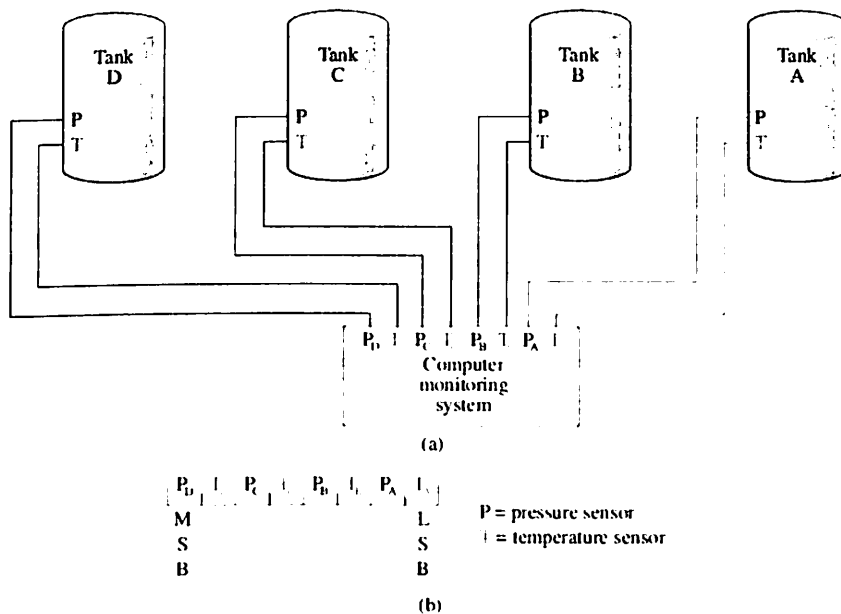 Tank D
Tank C
Tank B
Tank A
P
P
P
P
T
T
T
T
P_D P_C P_B P_A
Computer
monitoring
system
(a)
P_D P_C P_B P_A
M L
S S
B B
P = pressure sensor
= temperature sensor
(b)